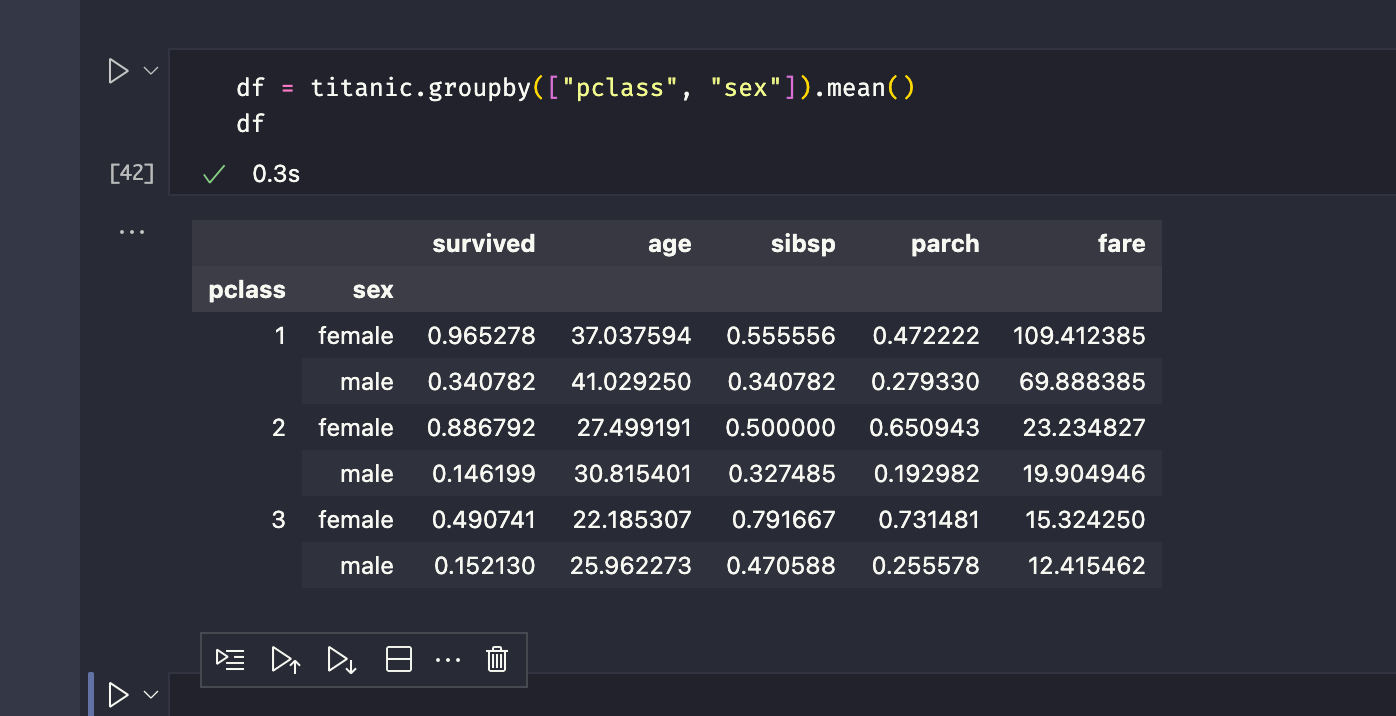 df = titanic.groupby(["pclass", "sex"]).mean()
df
[42] 0.3s
survived age sibsp parch fare
pclass sex
1 female 0.965278 37.037594 0.555556 0.472222 109.412385
male 0.340782 41.029250 0.340782 0.279330 69.888385
2 female 0.886792 27.499191 0.500000 0.650943 23.234827
male 0.146199 30.815401 0.327485 0.192982 19.904946
3 female 0.490741 22.185307 0.791667 0.731481 15.324250
male 0.152130 25.962273 0.470588 0.255578 12.415462